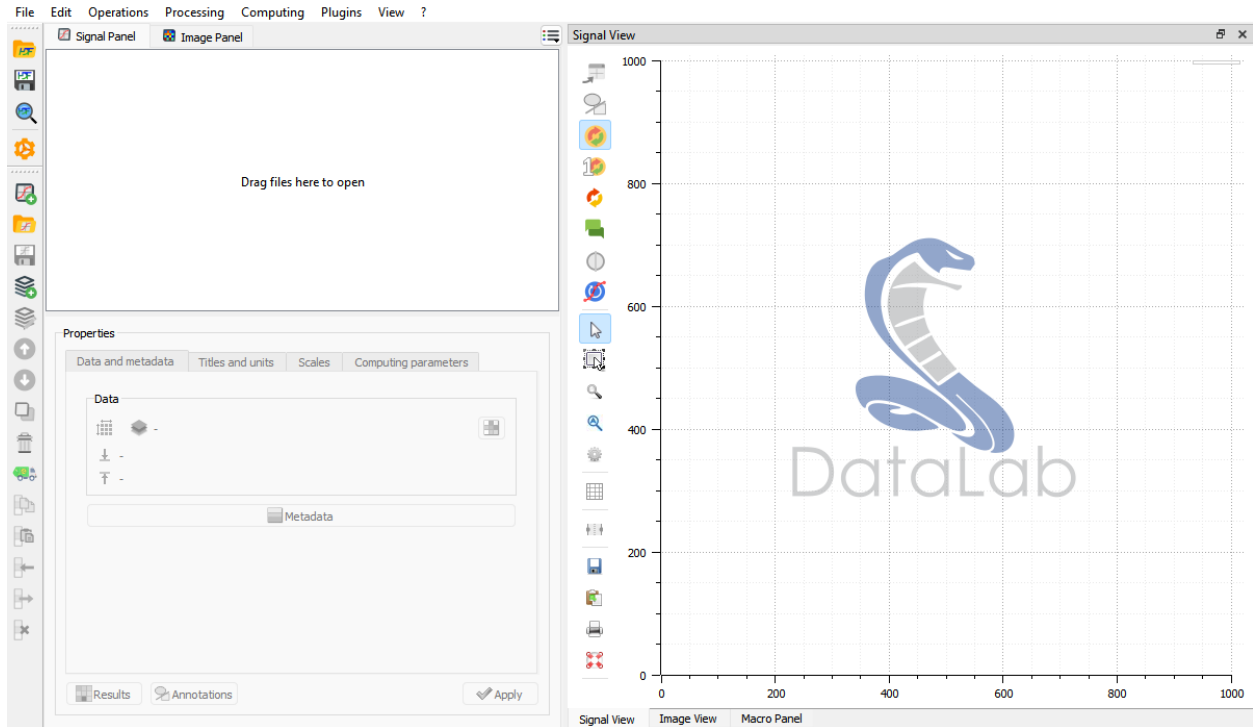 File Edit Operations Processing Computing Plugins View ?
Signal Panel Image Panel
Drag files here to open
Properties
Data and metadata Titles and units Scales Computing parameters
Data
-
-
-
Metadata
Results Annotations Apply
Signal View
1000
800
600
400
200
0
0 200 400 600 800 1000
DataLab
Signal View Image View Macro Panel